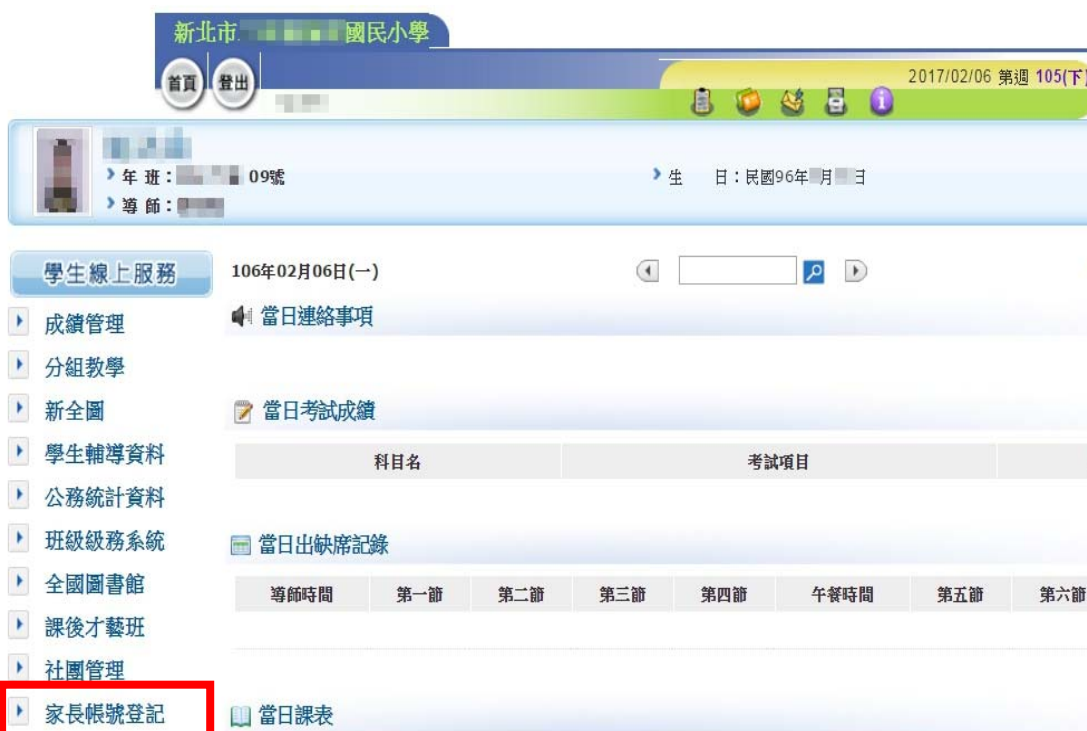 新北市 國民小學
首頁 登出
2017/02/06 第週 105(下)
年 班： 09號
生 日：民國96年 月 日
導 師：
學生線上服務
106年02月06日(一)
成績管理
當日連絡事項
分組教學
新全圖
當日考試成績
學生輔導資料
科目名 考試項目
公務統計資料
班級級務系統
當日出缺席記錄
全國圖書館
導師時間 第一節 第二節 第三節 第四節 午餐時間 第五節 第六節
課後才藝班
社團管理
家長帳號登記
當日課表